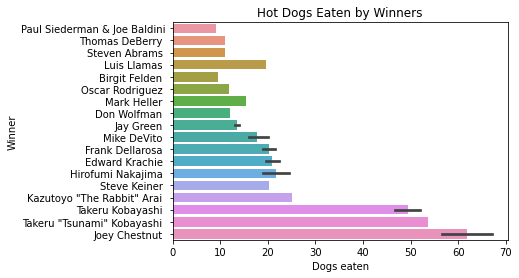 Hot Dogs Eaten by Winners
Winner
Paul Siederman & Joe Baldini
Thomas DeBerry
Steven Abrams
Luis Llamas
Birgit Felden
Oscar Rodriguez
Mark Heller
Don Wolfman
Jay Green
Mike DeVito
Frank Dellarosa
Edward Krachie
Hirofumi Nakajima
Steve Keiner
Kazutoyo "The Rabbit" Arai
Takeru Kobayashi
Takeru "Tsunami" Kobayashi
Joey Chestnut
0 10 20 30 40 50 60 70
Dogs eaten